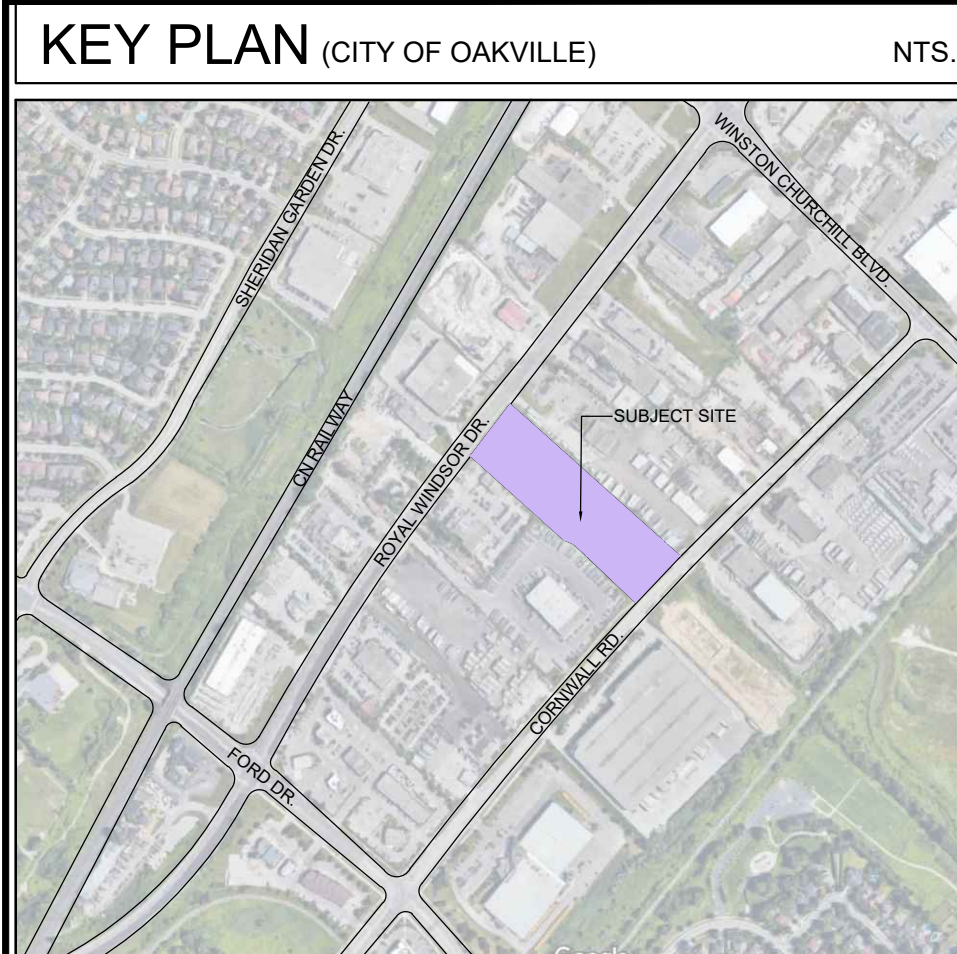 KEY PLAN (CITY OF OAKVILLE) NTS.
WINSTON CHURCHILL BLVD.
SHERIDAN GARDEN DR.
CN RAILWAY
ROYAL WINDSOR DR.
SUBJECT SITE
CORNWALL RD.
FORD DR.